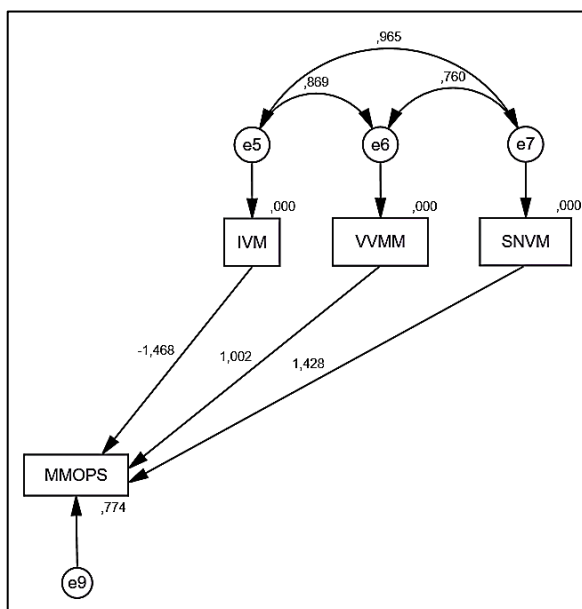 ,965
,869
,760
e5
e6
e7
,000
,000
,000
IVM
VVMM
SNVM
-1,468
1,002
1,428
MMOPS
,774
e9